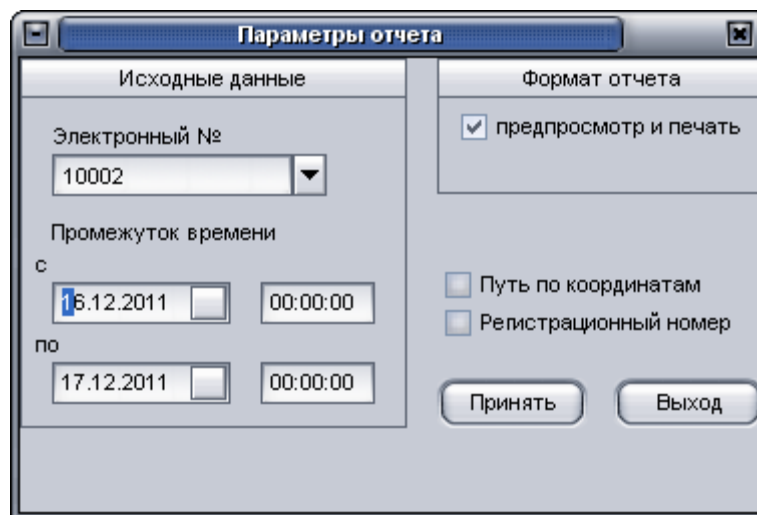 Параметры отчета
Исходные данные
Электронный №
10002
Промежуток времени
с
16.12.2011 00:00:00
по
17.12.2011 00:00:00
Формат отчета
предпросмотр и печать
Путь по координатам
Регистрационный номер
Принять Выход